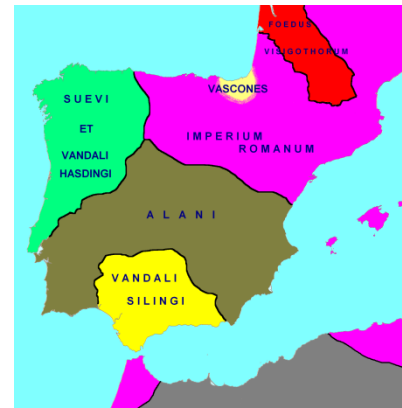 FOEDUS
VISIGOTHORUM
VASCONES
SUEVI
ET
VANDALI
HASDINGI
IMPERIUM
ROMANUM
ALANI
VANDALI
SILINGI